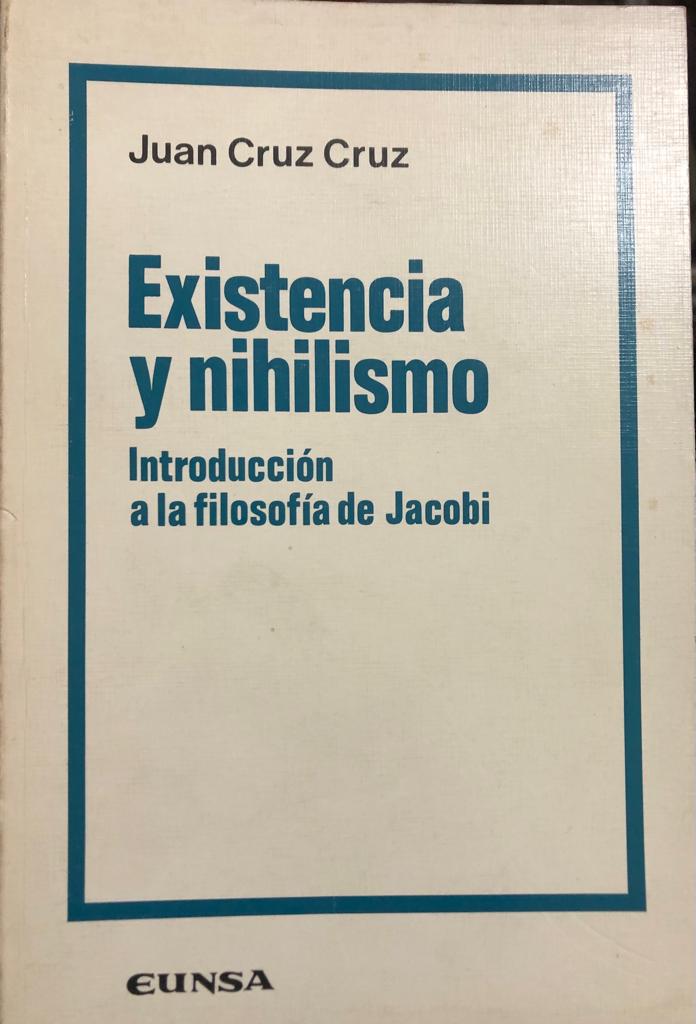 Juan Cruz Cruz
Existencia
y nihilismo
Introducción
a la filosofía de Jacobi
EUNSA